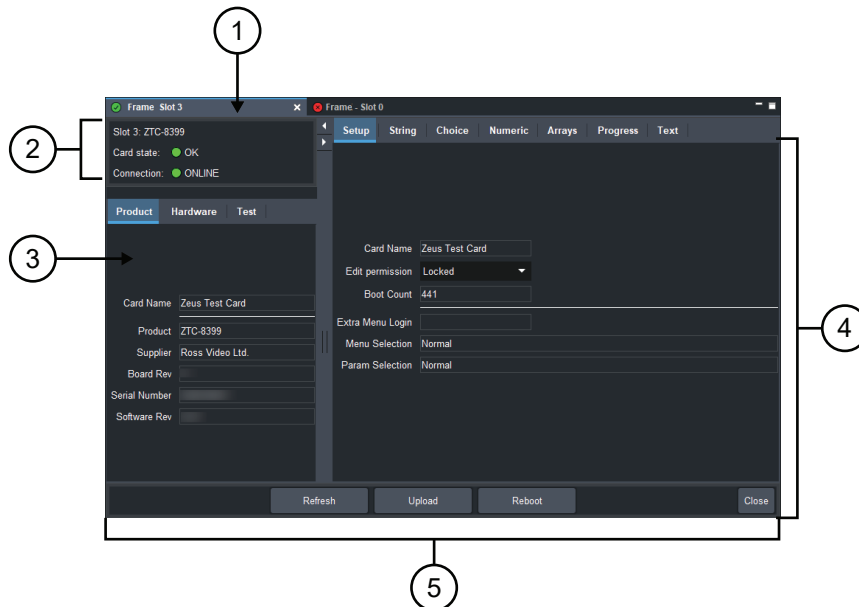 1
Frame Slot 3
Frame - Slot 0
2
Slot 3: ZTC-8399
Card state: OK
Connection: ONLINE
Setup String Choice Numeric Arrays Progress Text
Product Hardware Test
3
Card Name Zeus Test Card
Product ZTC-8399
Supplier Ross Video Ltd.
Board Rev
Serial Number
Software Rev
Card Name Zeus Test Card
Edit permission Locked
Boot Count 441
Extra Menu Login
Menu Selection Normal
Param Selection Normal
4
Refresh Upload Reboot Close
5